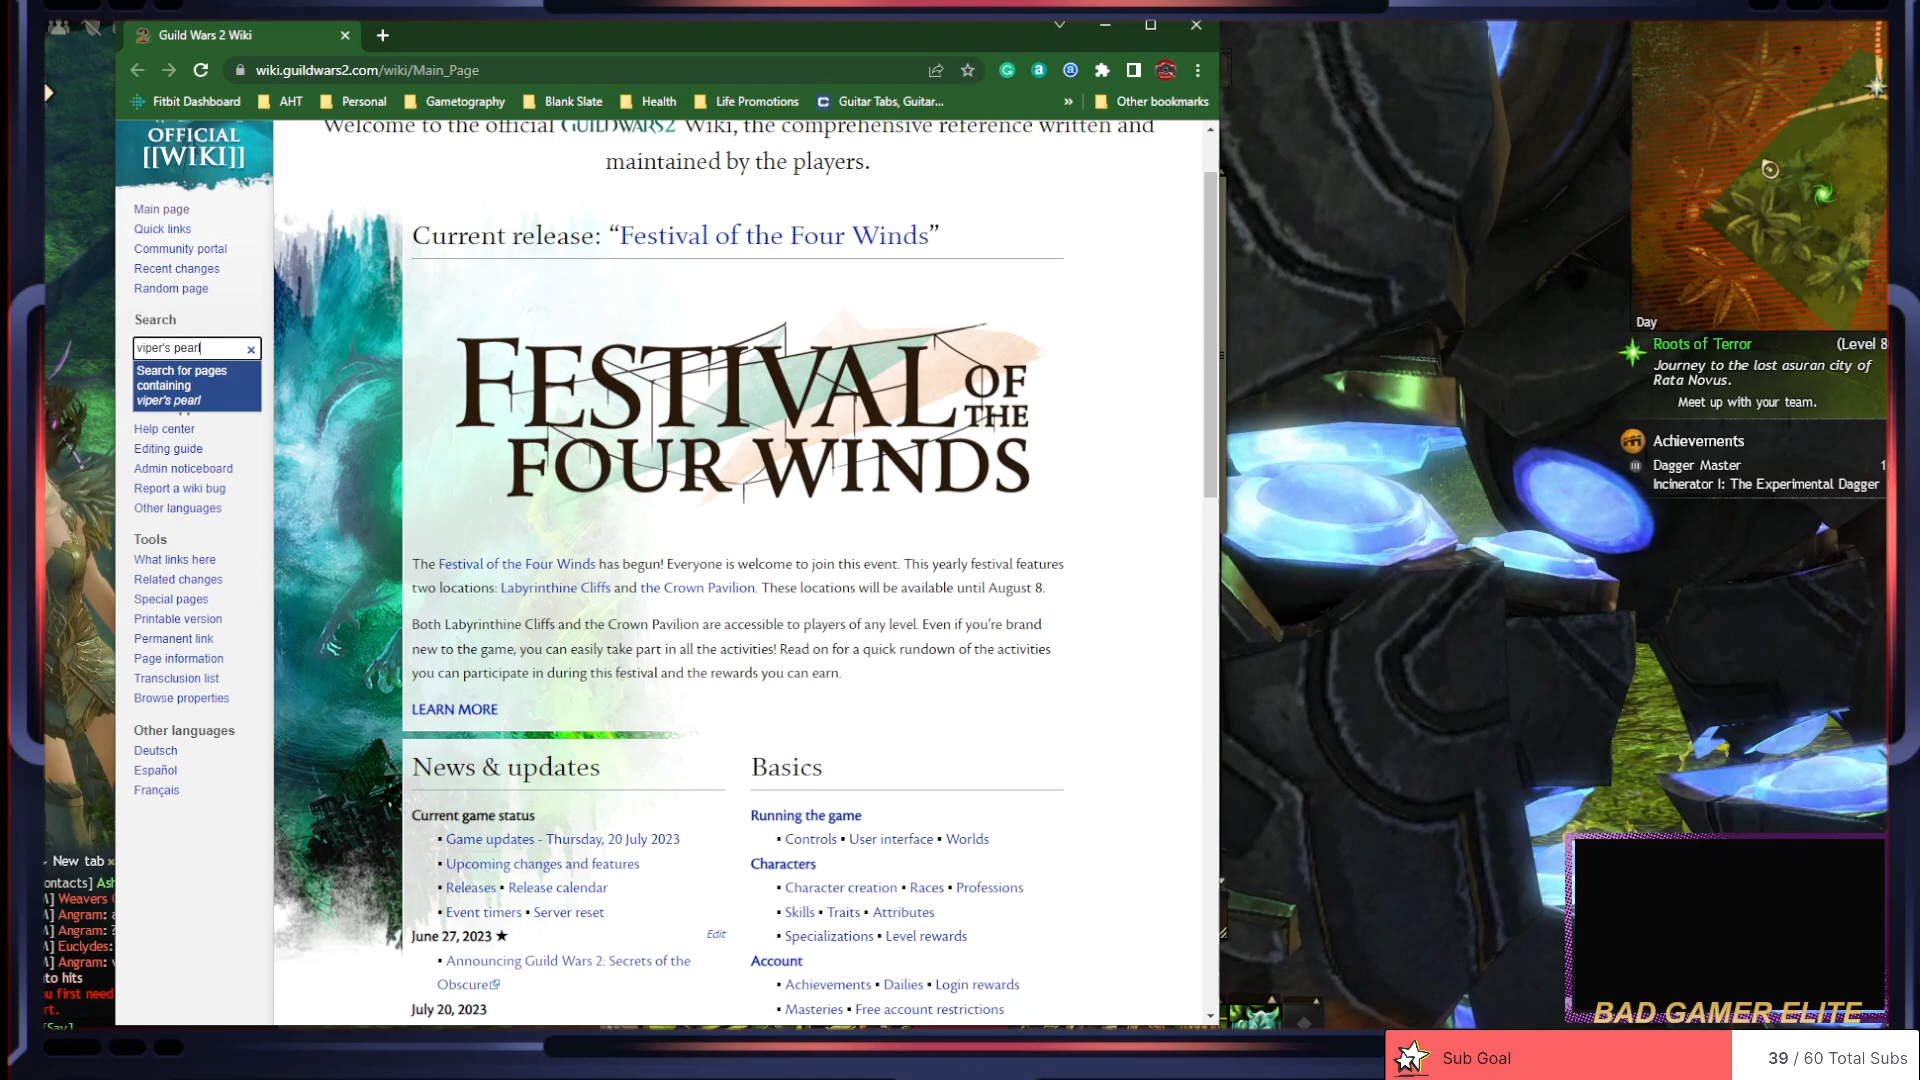 Guild Wars 2 Wiki
wiki.guildwars2.com/wiki/Main_Page
Fitbit Dashboard
AHT
Personal
Gametography
Blank Slate
Health
Life Promotions
Guitar Tabs, Guitar...
»
Other bookmarks
OFFICIAL
[[WIKI]]
Main page
Quick links
Community portal
Recent changes
Random page
Search
viper's pearl
Search for pages
containing
viper's pearl
Help center
Editing guide
Admin noticeboard
Report a wiki bug
Other languages
Tools
What links here
Related changes
Special pages
Printable version
Permanent link
Page information
Transclusion list
Browse properties
Other languages
Deutsch
Español
Français
Welcome to the official GUILDWARS2 Wiki, the comprehensive reference written and
maintained by the players.
Current release: “Festival of the Four Winds”
FESTIVAL OF THE
FOUR WINDS
The Festival of the Four Winds has begun! Everyone is welcome to join this event. This yearly festival features
two locations: Labyrinthine Cliffs and the Crown Pavilion. These locations will be available until August 8.
Both Labyrinthine Cliffs and the Crown Pavilion are accessible to players of any level. Even if you’re brand
new to the game, you can easily take part in all the activities! Read on for a quick rundown of the activities
you can participate in during this festival and the rewards you can earn.
LEARN MORE
News & updates
Current game status
▪ Game updates - Thursday, 20 July 2023
▪ Upcoming changes and features
▪ Releases ▪ Release calendar
▪ Event timers ▪ Server reset
June 27, 2023 ★
Edit
▪ Announcing Guild Wars 2: Secrets of the
Obscure
July 20, 2023
Basics
Running the game
▪ Controls ▪ User interface ▪ Worlds
Characters
▪ Character creation ▪ Races ▪ Professions
▪ Skills ▪ Traits ▪ Attributes
▪ Specializations ▪ Level rewards
Account
▪ Achievements ▪ Dailies ▪ Login rewards
▪ Masteries ▪ Free account restrictions
Day
Roots of Terror (Level 8
Journey to the lost asuran city of
Rata Novus.
Meet up with your team.
Achievements
Dagger Master 1
Incinerator I: The Experimental Dagger
New tab
ontacts] Ash
] Weavers
] Angram: a
] Angram: ?
] Euclydes:
] Angram:
to hits
u first need
rt.
[Say]
BAD GAMER ELITE
Sub Goal
39 / 60 Total Subs